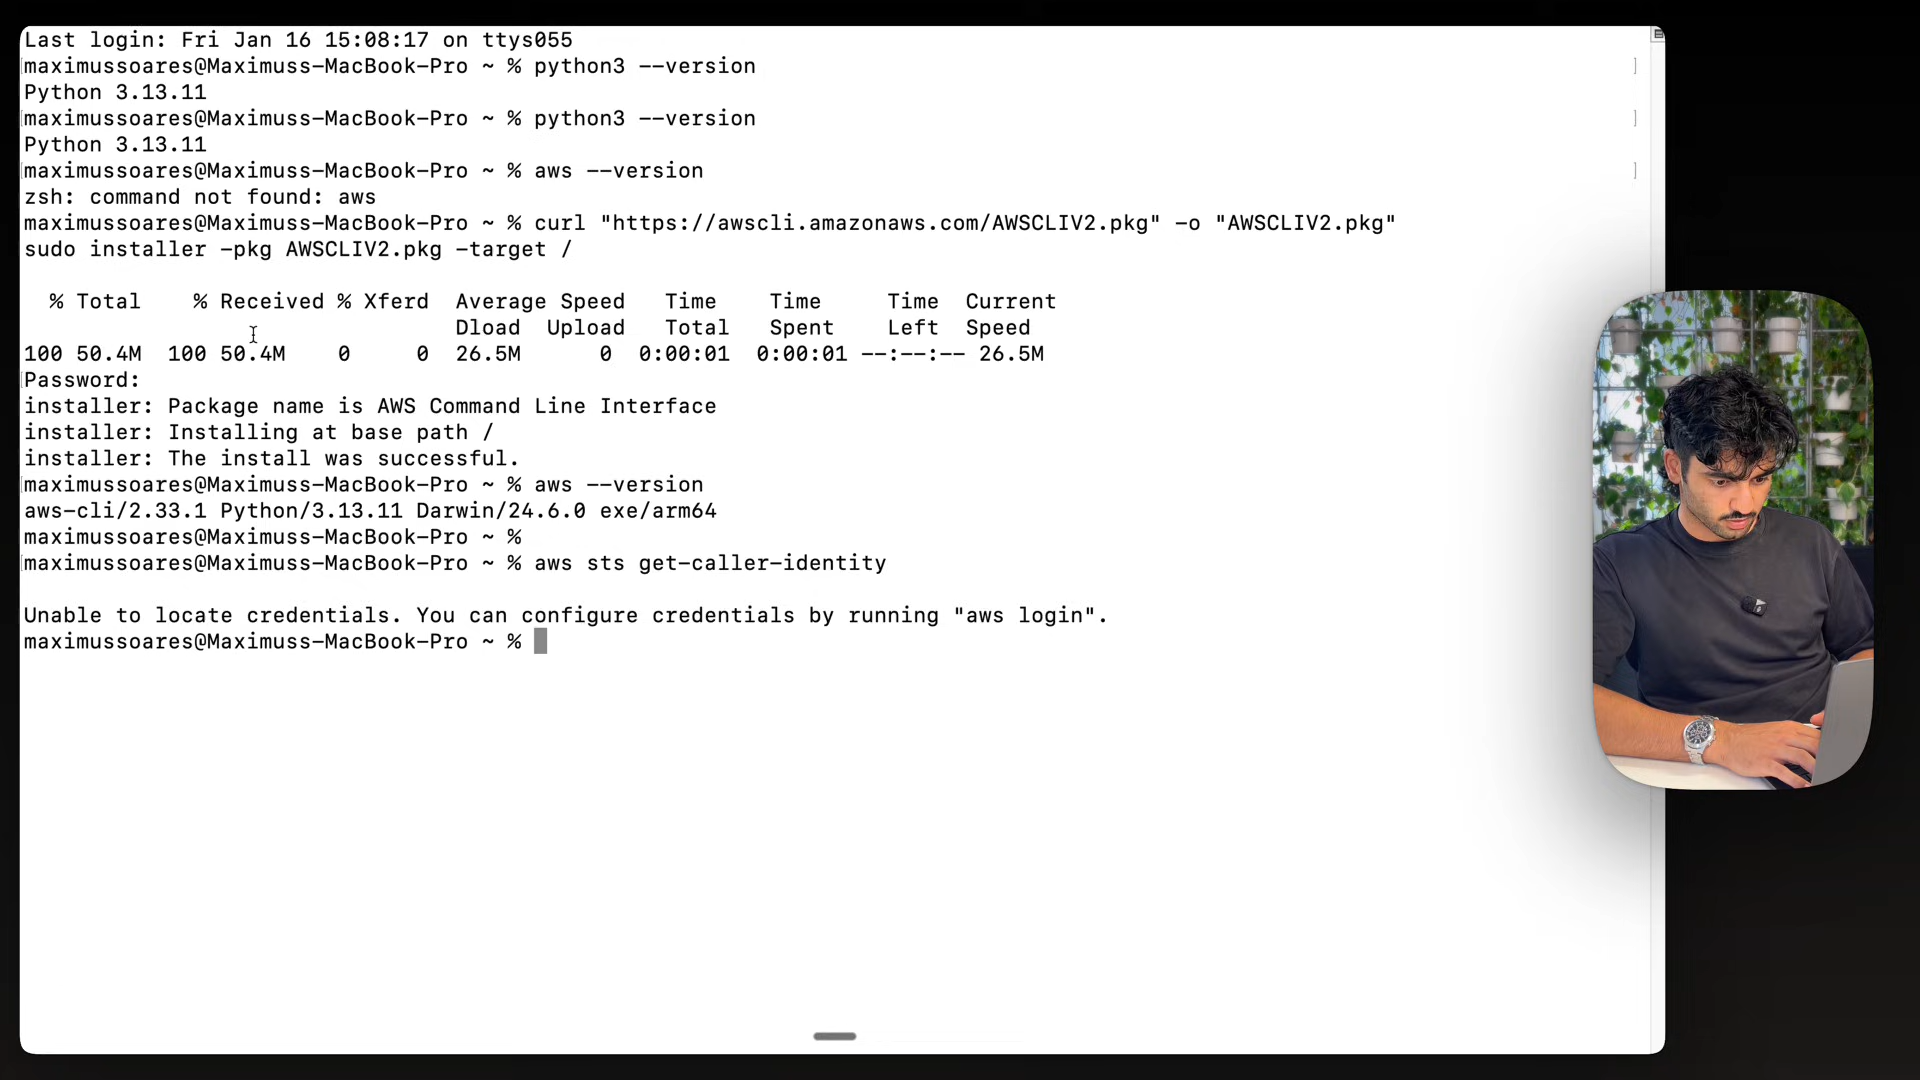 Last login: Fri Jan 16 15:08:17 on ttys055
maximussoares@Maximuss-MacBook-Pro ~ % python3 --version
Python 3.13.11
maximussoares@Maximuss-MacBook-Pro ~ % python3 --version
Python 3.13.11
maximussoares@Maximuss-MacBook-Pro ~ % aws --version
zsh: command not found: aws
maximussoares@Maximuss-MacBook-Pro ~ % curl "https://awscli.amazonaws.com/AWSCLIV2.pkg" -o "AWSCLIV2.pkg"
sudo installer -pkg AWSCLIV2.pkg -target /
% Total % Received % Xferd Average Speed Time Time Time Current
Dload Upload Total Spent Left Speed
100 50.4M 100 50.4M 0 0 26.5M 0 0:00:01 0:00:01 --:--:-- 26.5M
Password:
installer: Package name is AWS Command Line Interface
installer: Installing at base path /
installer: The install was successful.
maximussoares@Maximuss-MacBook-Pro ~ % aws --version
aws-cli/2.33.1 Python/3.13.11 Darwin/24.6.0 exe/arm64
maximussoares@Maximuss-MacBook-Pro ~ %
maximussoares@Maximuss-MacBook-Pro ~ % aws sts get-caller-identity
Unable to locate credentials. You can configure credentials by running "aws login".
maximussoares@Maximuss-MacBook-Pro ~ %